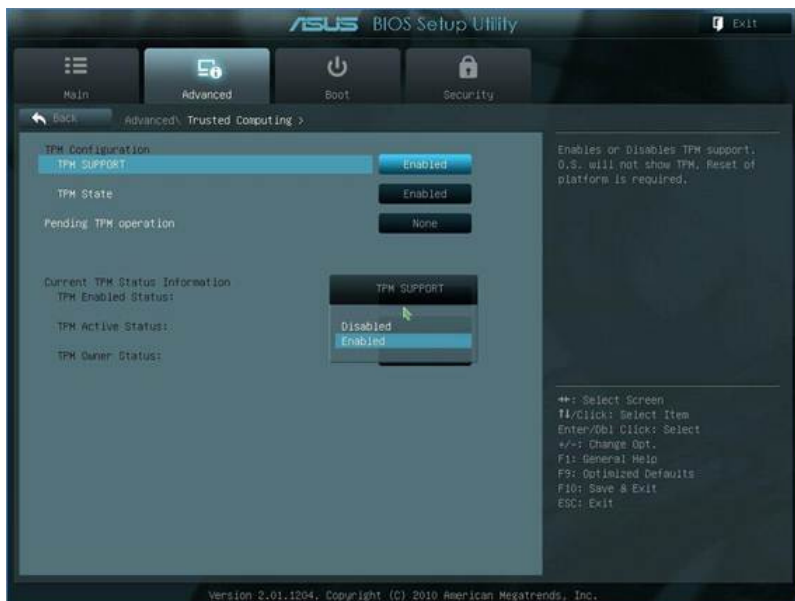 ASUS BIOS Setup Utility
Exit
Main
Advanced
Boot
Security
Back
Advanced\ Trusted Computing >
TPM Configuration
TPM SUPPORT
Enabled
TPM State
Enabled
Pending TPM operation
None
Current TPM Status Information
TPM Enabled Status:
TPM Active Status:
TPM Owner Status:
TPM SUPPORT
Disabled
Enabled
Enables or Disables TPM support.
O.S. will not show TPM. Reset of
platform is required.
→←: Select Screen
↑↓/Click: Select Item
Enter/Dbl Click: Select
+/-: Change Opt.
F1: General Help
F9: Optimized Defaults
F10: Save & Exit
ESC: Exit
Version 2.01.1204. Copyright (C) 2010 American Megatrends, Inc.